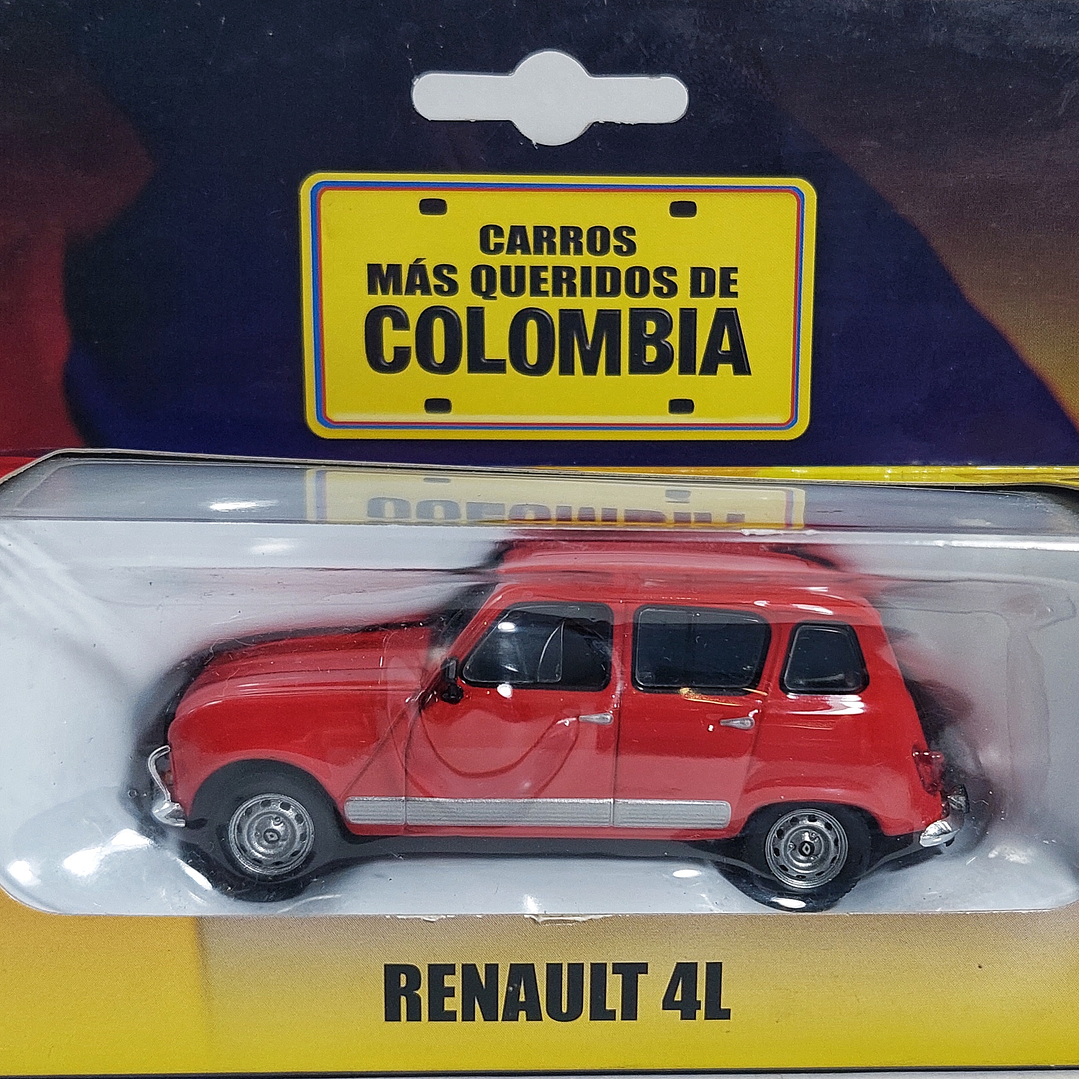 CARROS
MÁS QUERIDOS DE
COLOMBIA
RENAULT 4L